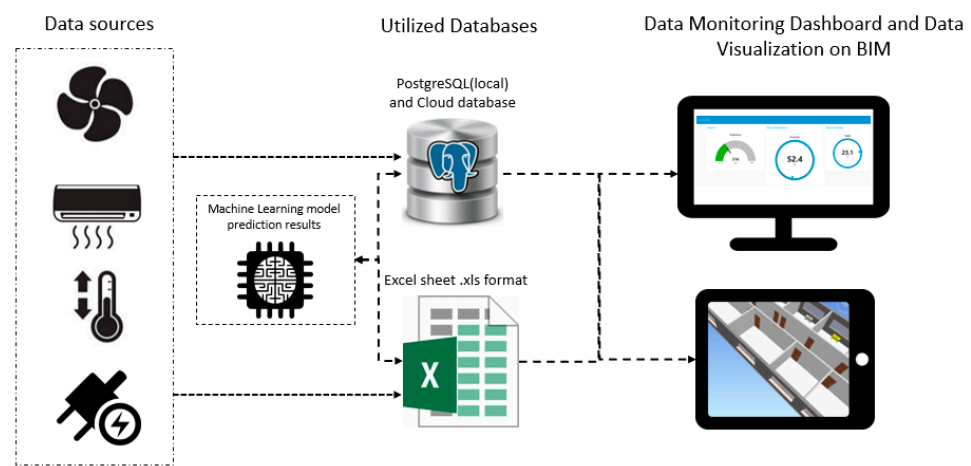 Data sources
Utilized Databases
Data Monitoring Dashboard and Data
Visualization on BIM
PostgreSQL(local)
and Cloud database
Machine Learning model
prediction results
Excel sheet .xls format
X
52.4
23.1